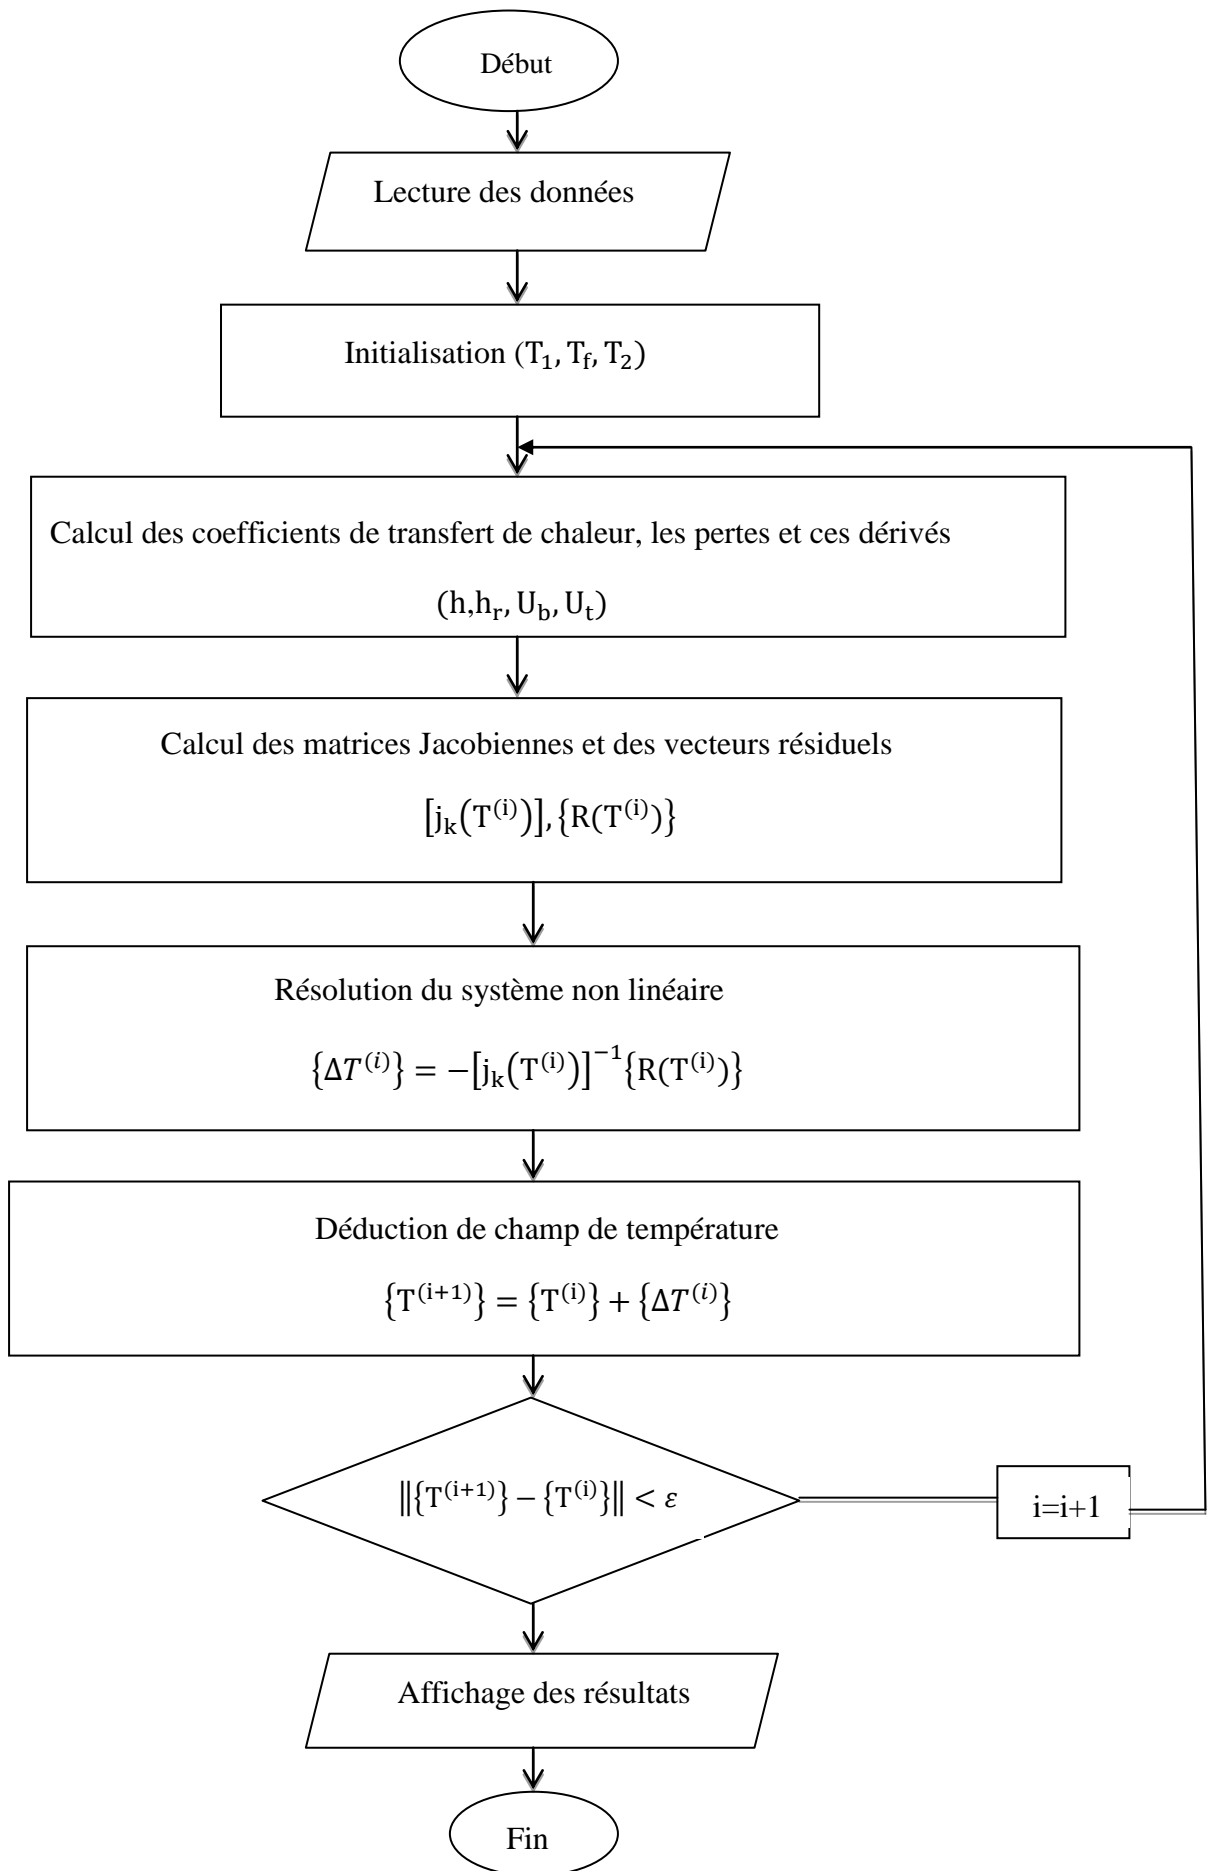 Début
Lecture des données
Initialisation (T₁, T_f, T₂)
Calcul des coefficients de transfert de chaleur, les pertes et ces dérivés
(h,h_r, U_b, U_t)
Calcul des matrices Jacobiennes et des vecteurs résiduels
[j_k(T^(i))], {R(T^(i))}
Résolution du système non linéaire
{ΔT^(i)} = −[j_k(T^(i))]^−1{R(T^(i))}
Déduction de champ de température
{T^(i+1)} = {T^(i)} + {ΔT^(i)}
‖{T^(i+1)} − {T^(i)}‖ < ε
i=i+1
Affichage des résultats
Fin